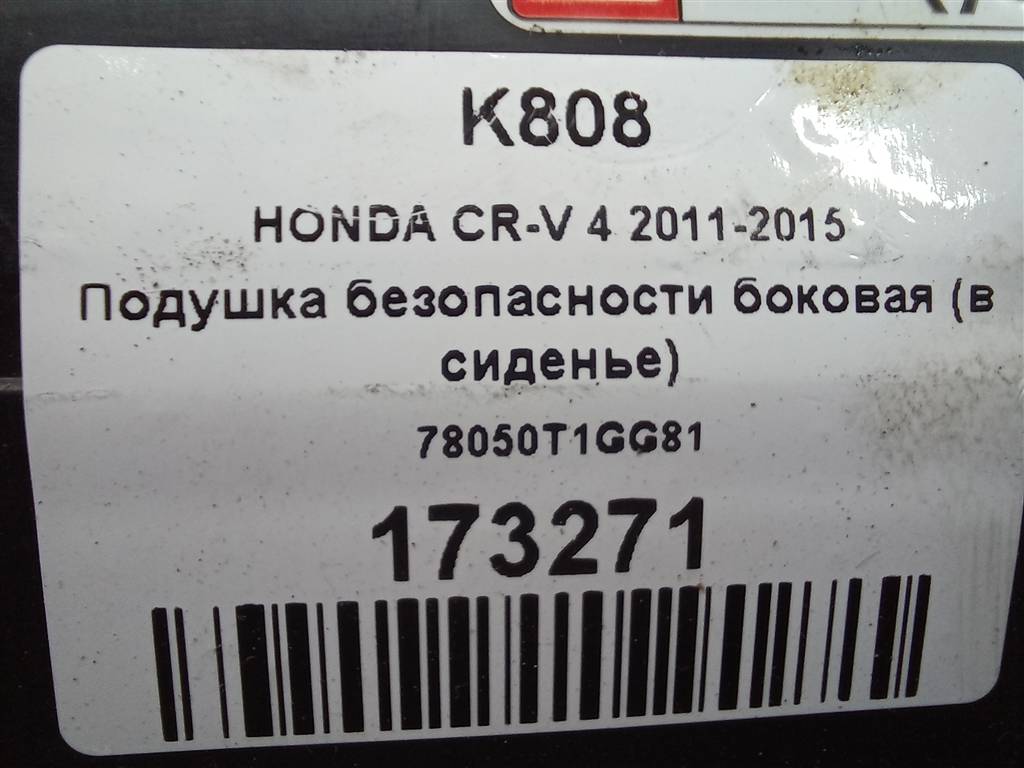 K808
HONDA CR-V 4 2011-2015
Подушка безопасности боковая (в
сиденье)
78050T1GG81
173271